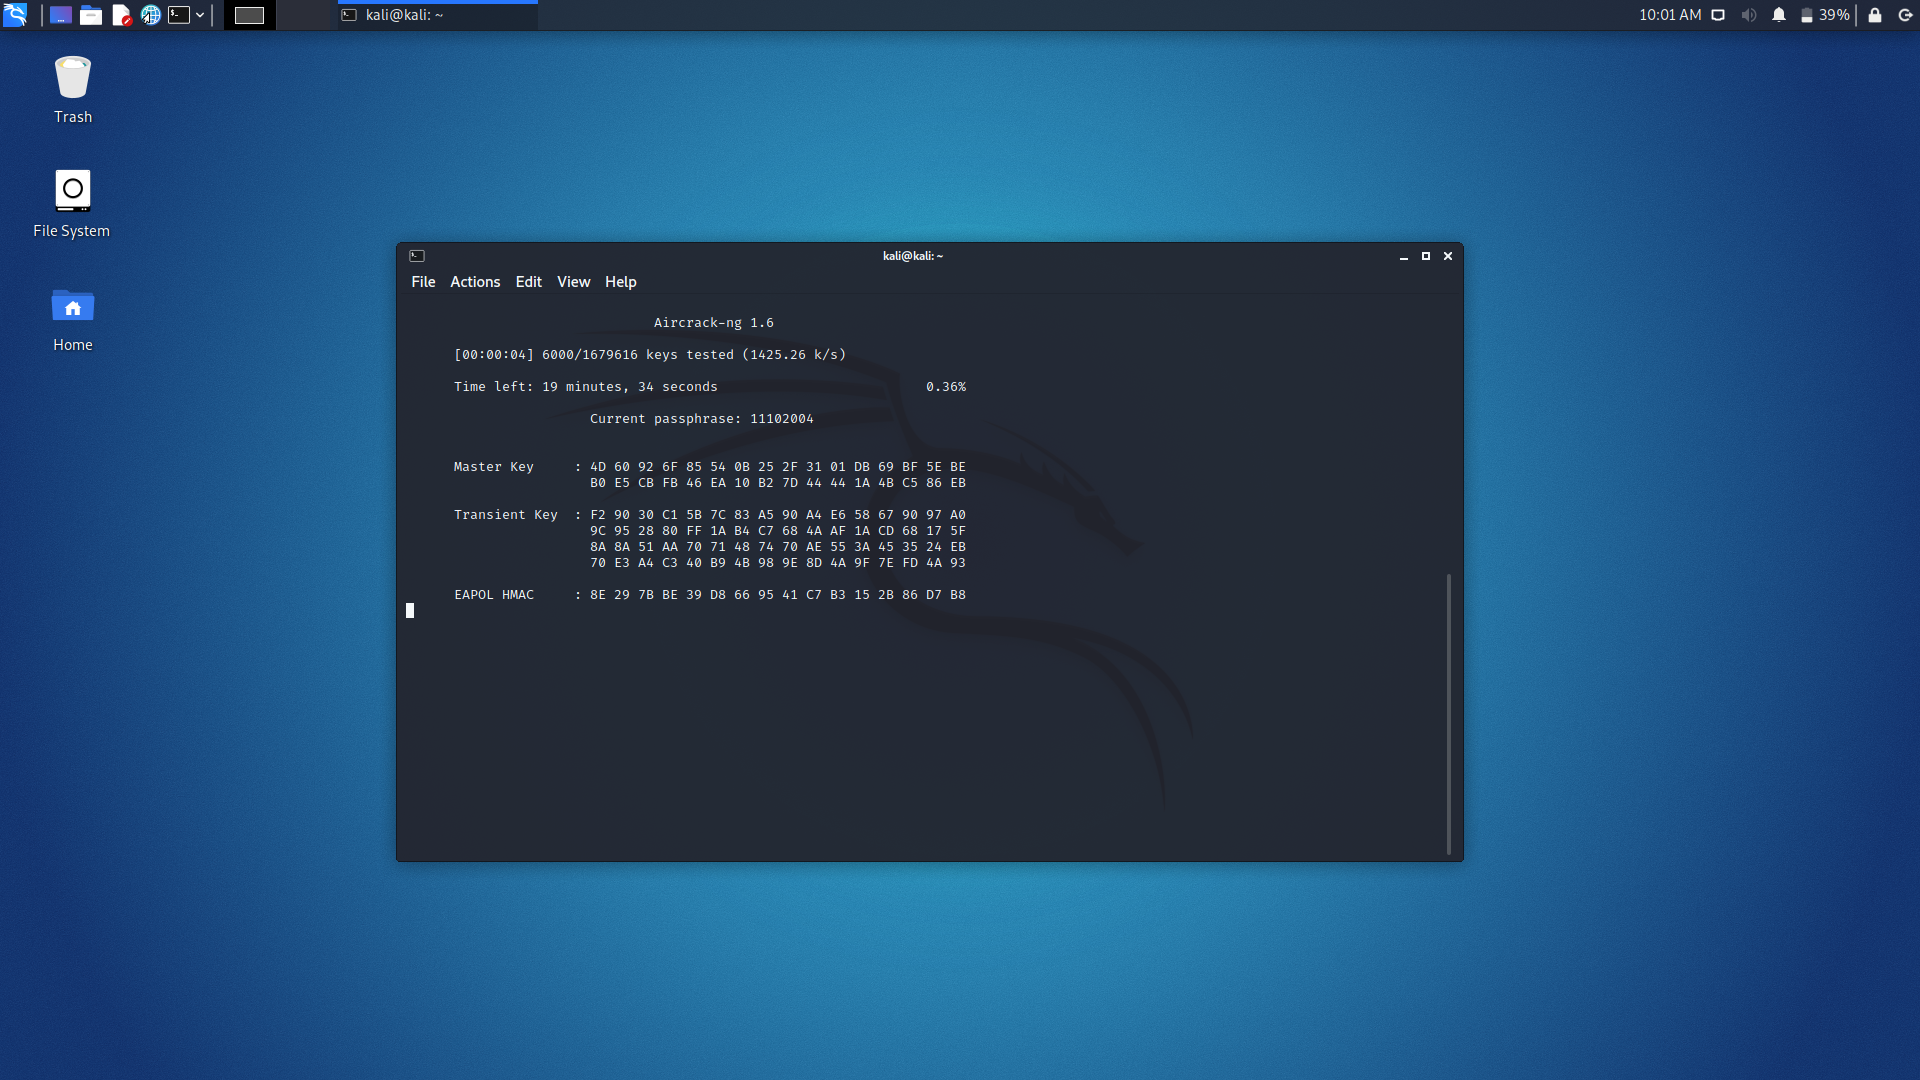 kali@kali: ~
10:01 AM
39%
Trash
File System
Home
kali@kali: ~
File Actions Edit View Help
Aircrack-ng 1.6
[00:00:04] 6000/1679616 keys tested (1425.26 k/s)
Time left: 19 minutes, 34 seconds 0.36%
Current passphrase: 11102004
Master Key : 4D 60 92 6F 85 54 0B 25 2F 31 01 DB 69 BF 5E BE
B0 E5 CB FB 46 EA 10 B2 7D 44 44 1A 4B C5 86 EB
Transient Key : F2 90 30 C1 5B 7C 83 A5 90 A4 E6 58 67 90 97 A0
9C 95 28 80 FF 1A B4 C7 68 4A AF 1A CD 68 17 5F
8A 8A 51 AA 70 71 48 74 70 AE 55 3A 45 35 24 EB
70 E3 A4 C3 40 B9 4B 98 9E 8D 4A 9F 7E FD 4A 93
EAPOL HMAC : 8E 29 7B BE 39 D8 66 95 41 C7 B3 15 2B 86 D7 B8